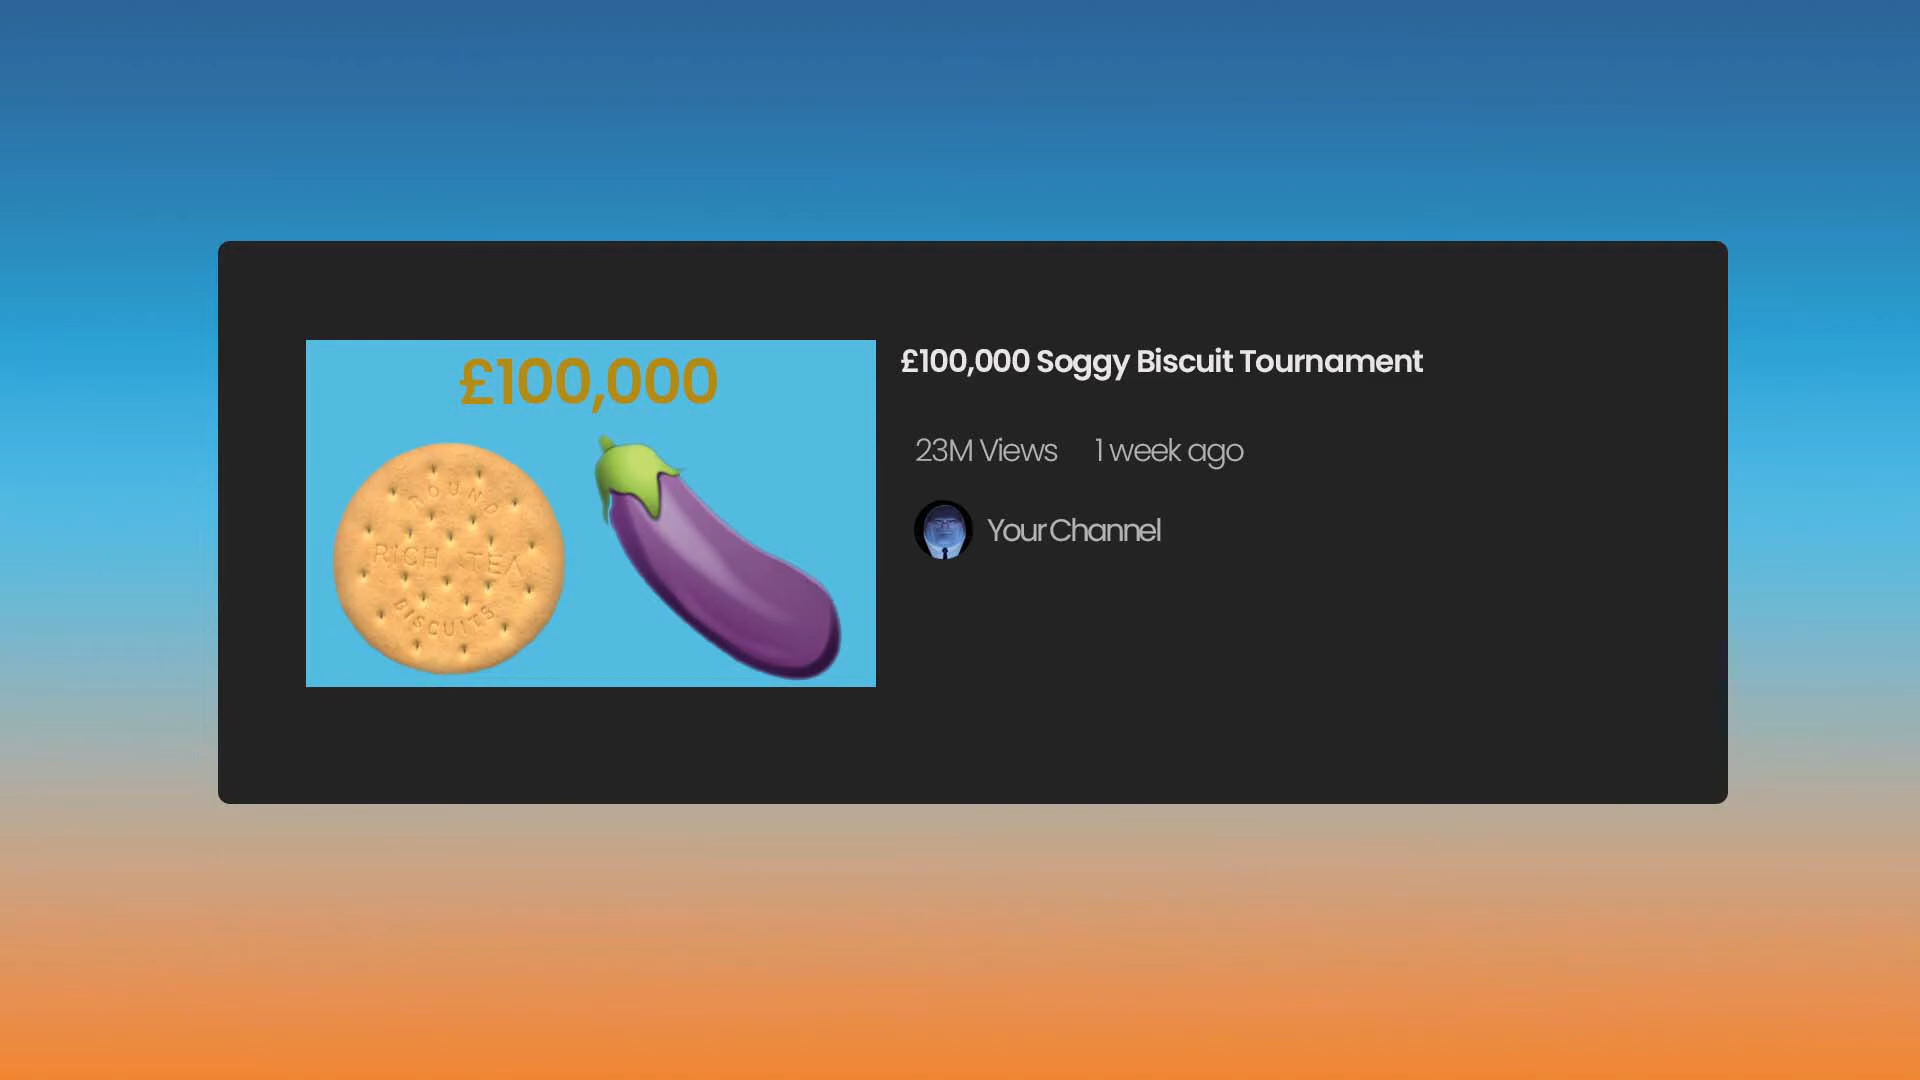 £100,000
ROUND
RICH TEA
BISCUITS
£100,000 Soggy Biscuit Tournament
23M Views 1 week ago
Your Channel